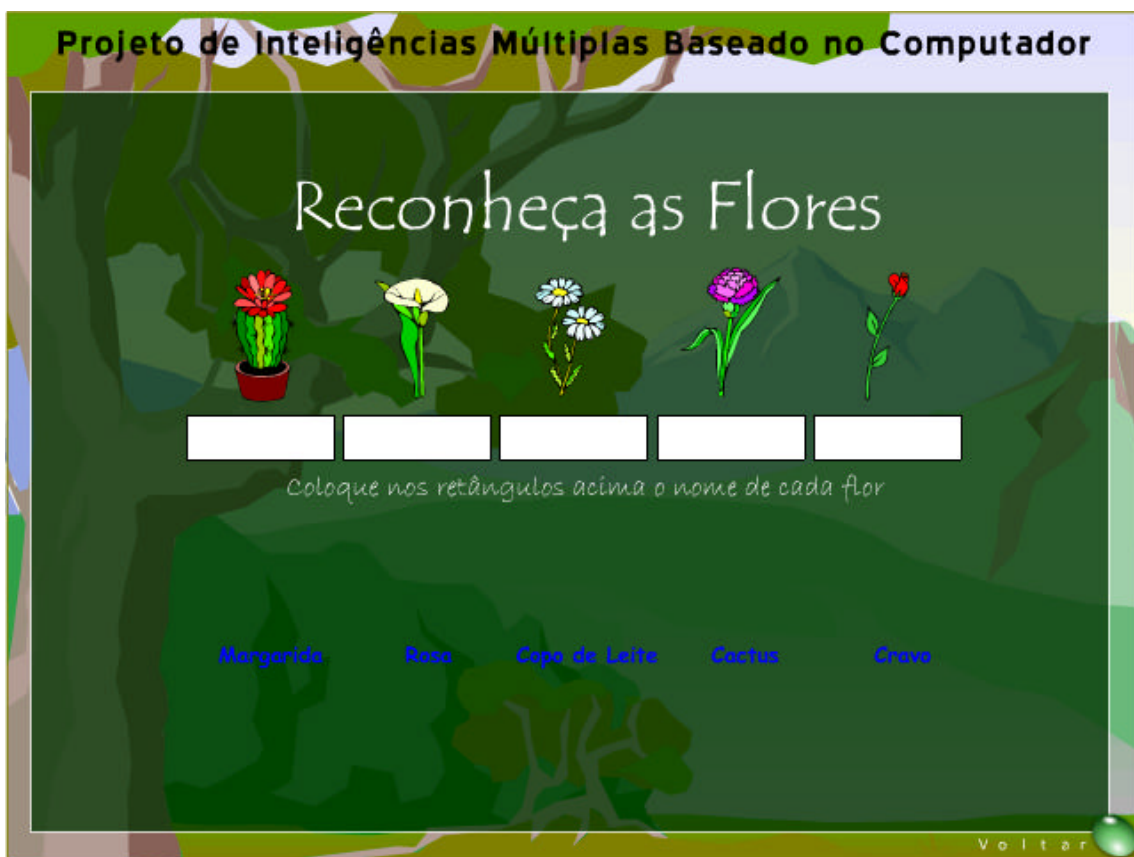 Projeto de Inteligências Múltiplas Baseado no Computador
Reconheça as Flores
Coloque nos retângulos acima o nome de cada flor
Margarida Rosa Copo de Leite Cactus Cravo
Voltar